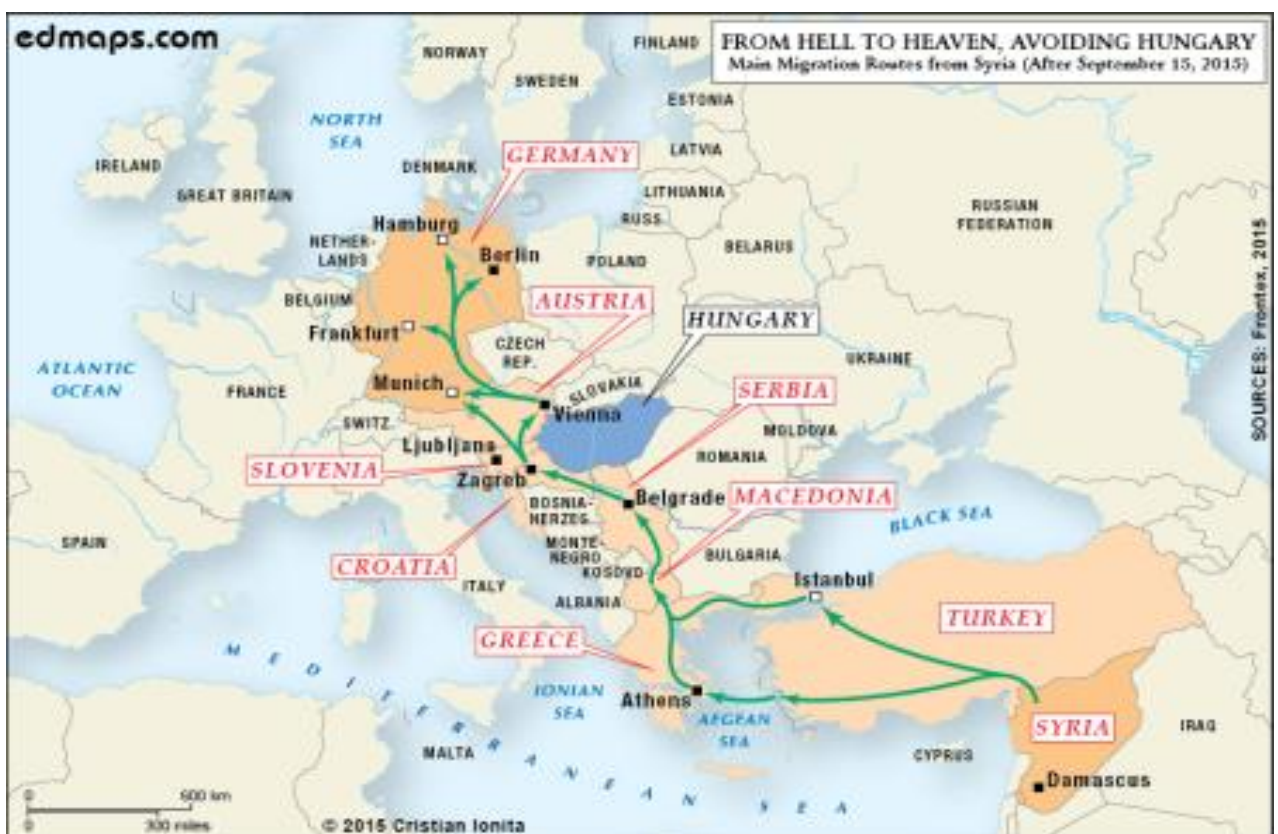 edmaps.com
FROM HELL TO HEAVEN, AVOIDING HUNGARY
Main Migration Routes from Syria (After September 15, 2015)
NORWAY
FINLAND
SWEDEN
ESTONIA
NORTH
SEA
LATVIA
IRELAND
DENMARK
GERMANY
GREAT BRITAIN
LITHUANIA
RUSS.
RUSSIAN
FEDERATION
Hamburg
NETHER-
LANDS
Berlin
POLAND
BELARUS
BELGIUM
AUSTRIA
HUNGARY
Frankfurt
CZECH
REP.
UKRAINE
ATLANTIC
OCEAN
FRANCE
Munich
SLOVAKIA
SERBIA
Vienna
SWITZ.
MOLDOVA
Ljubljana
SLOVENIA
Zagreb
ROMANIA
Belgrade
MACEDONIA
BOSNIA-
HERZEG.
BLACK SEA
SPAIN
MONTE-
NEGRO
KOSOVO
BULGARIA
CROATIA
ITALY
Istanbul
ALBANIA
TURKEY
GREECE
MEDITERRANEAN SEA
IONIAN
SEA
Athens
AEGEAN
SEA
SYRIA
IRAQ
MALTA
CYPRUS
Damascus
0 600 km
0 300 miles
© 2015 Cristian Ionita
SOURCES: Frontex, 2015